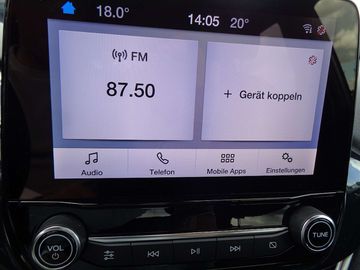 18.0° 14:05 20°
FM
87.50
+ Gerät koppeln
Audio Telefon Mobile Apps Einstellungen
VOL TUNE